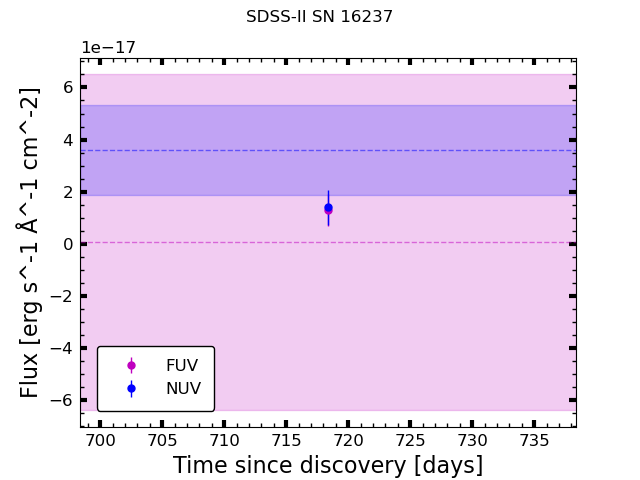 SDSS-II SN 16237
1e−17
Flux [erg s^-1 Å^-1 cm^-2]
6
4
2
0
−2
−4
−6
FUV
NUV
700 705 710 715 720 725 730 735
Time since discovery [days]